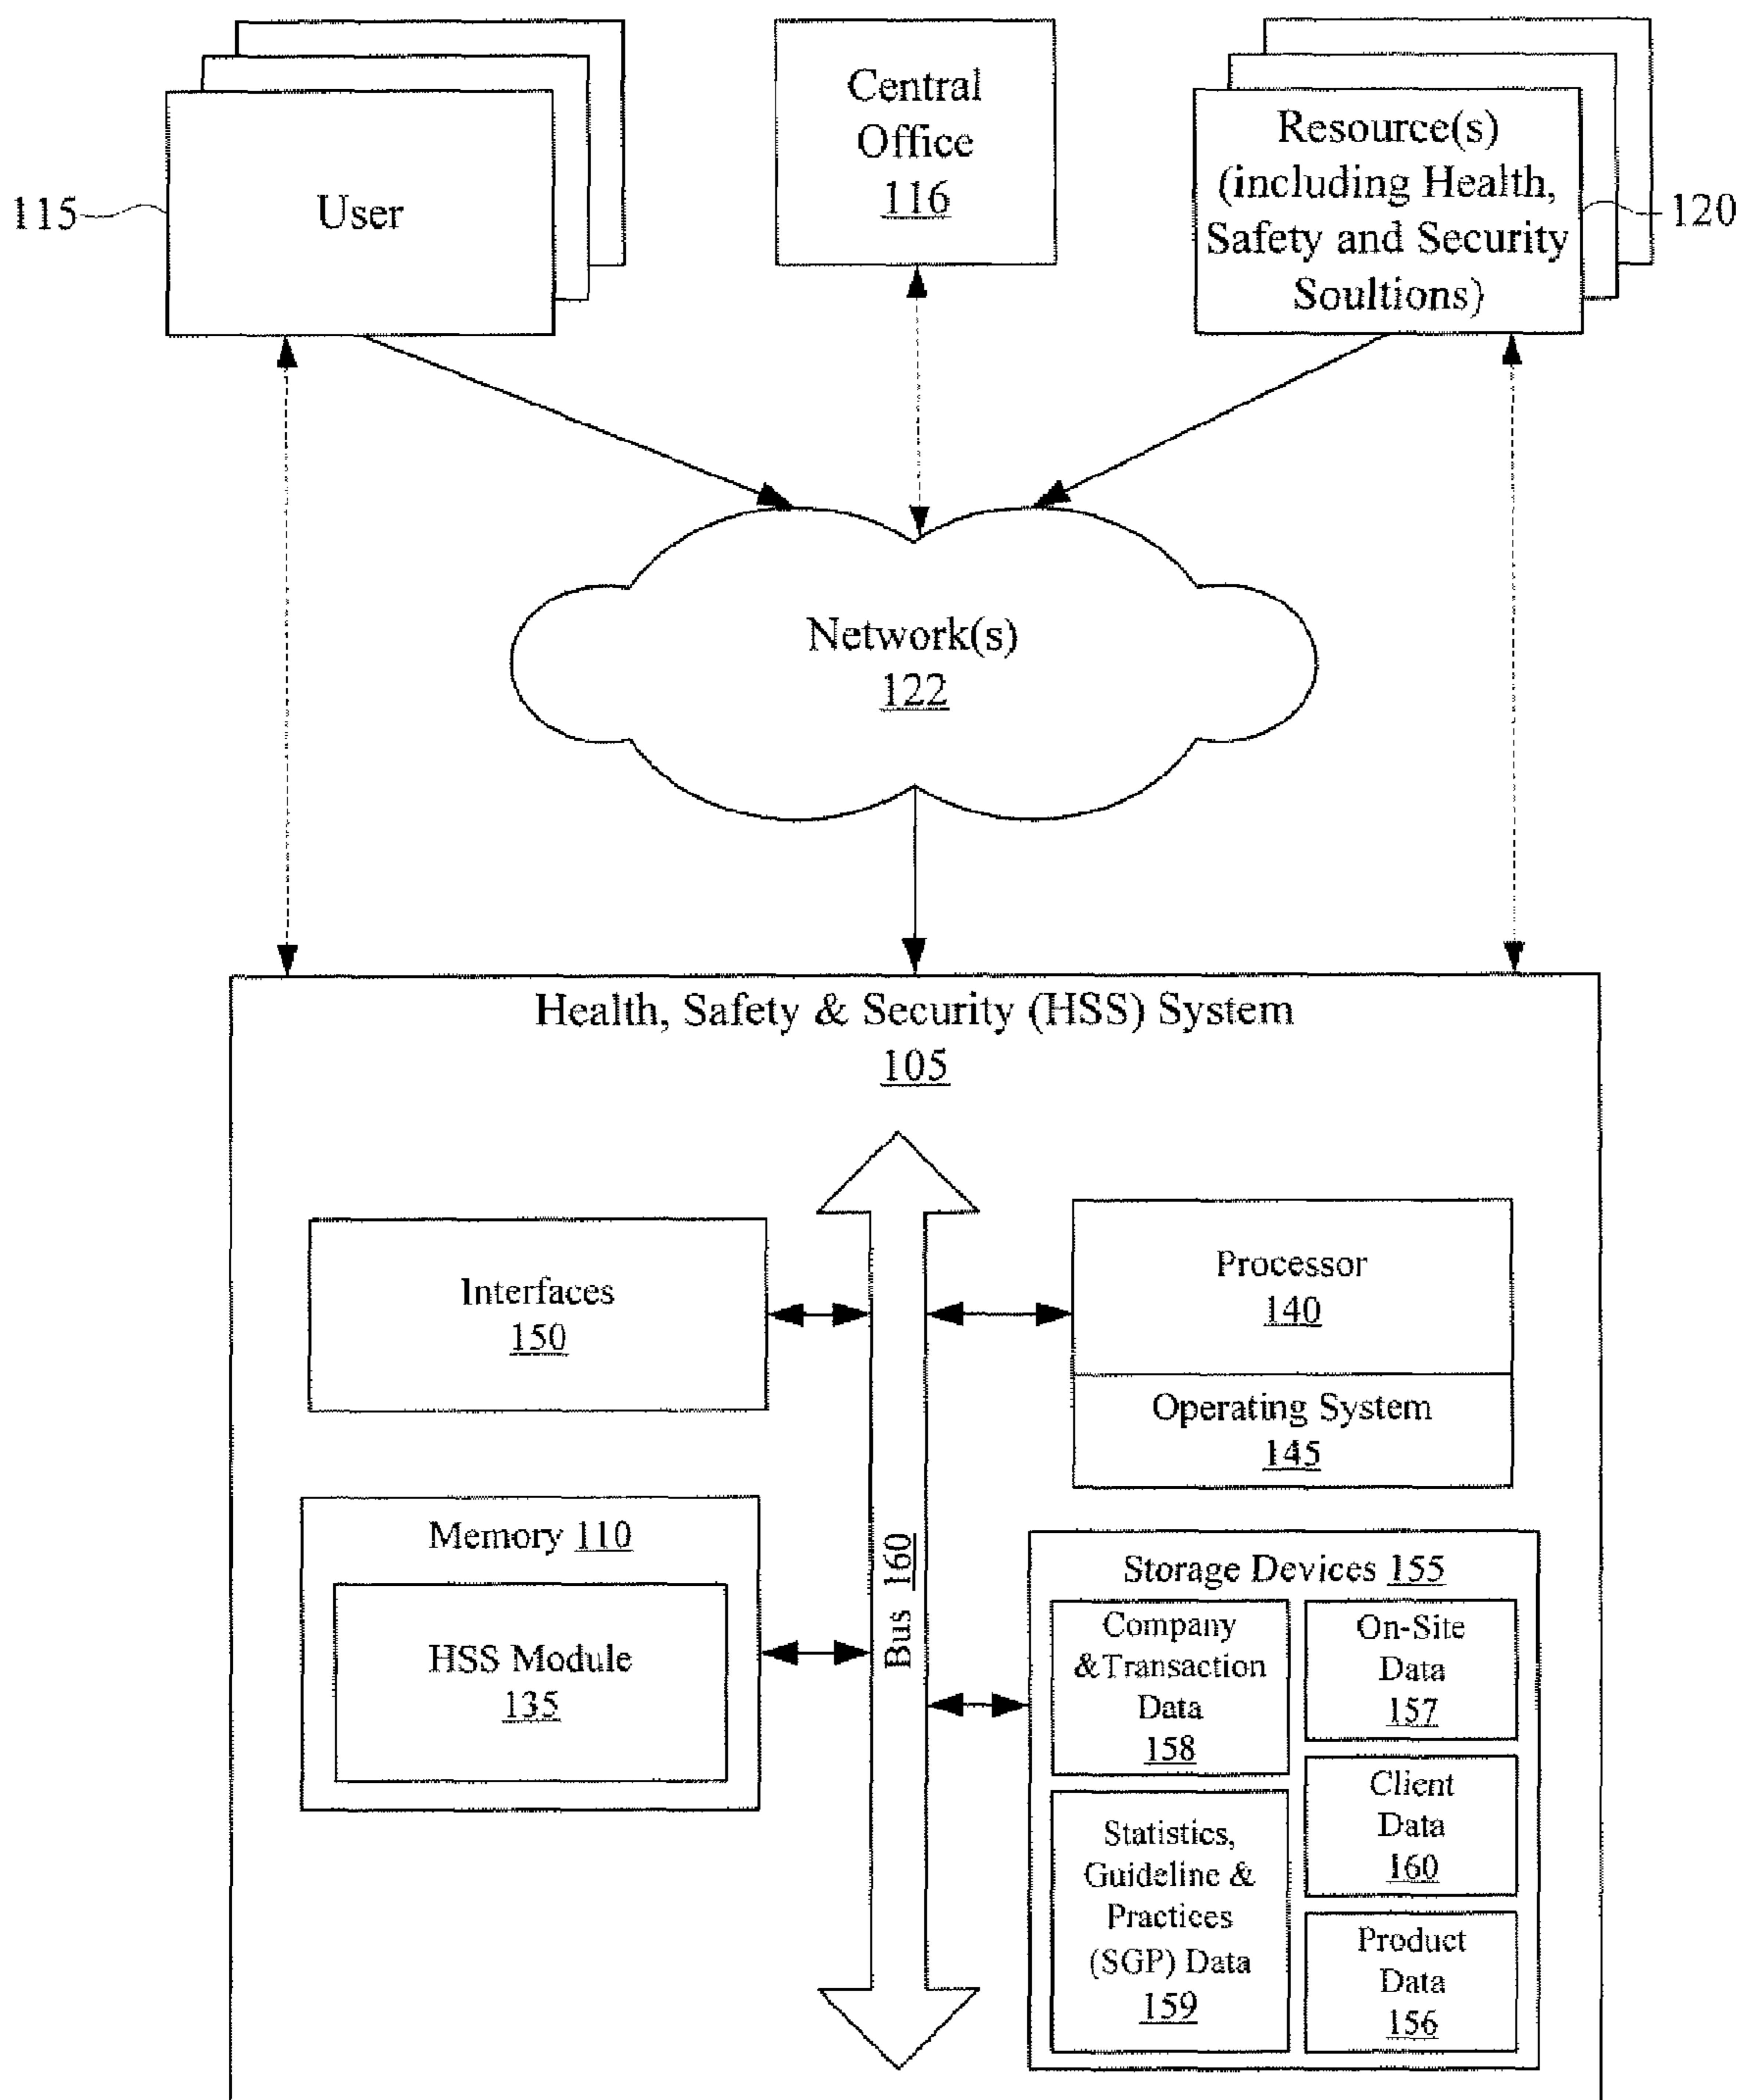 115
User
Central
Office
116
Resource(s)
(including Health,
Safety and Security
Soultions)
120
Network(s)
122
Health, Safety & Security (HSS) System
105
Interfaces
150
Processor
140
Operating System
145
Memory 110
HSS Module
135
Bus 160
Storage Devices 155
Company
&Transaction
Data
158
On-Site
Data
157
Client
Data
160
Statistics,
Guideline &
Practices
(SGP) Data
159
Product
Data
156